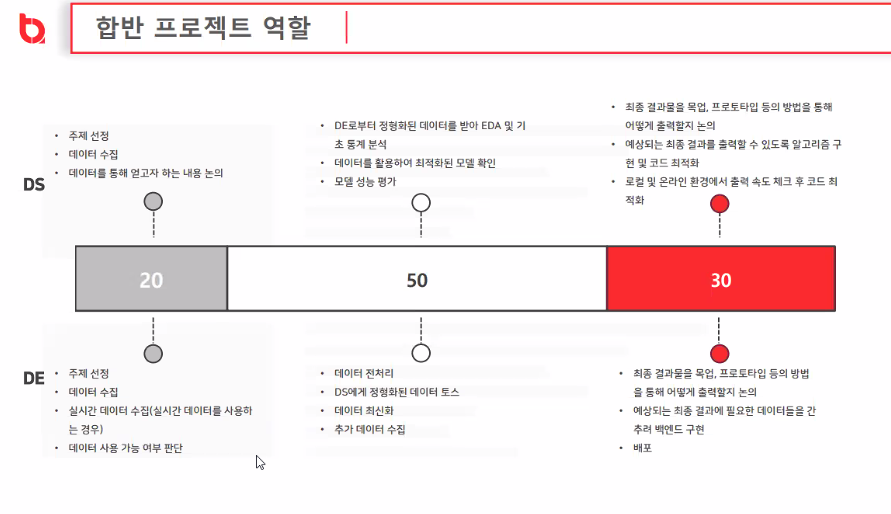 합반 프로젝트 역할
DS
• 주제 선정
• 데이터 수집
• 데이터를 통해 얻고자 하는 내용 논의
• DE로부터 정형화된 데이터를 받아 EDA 및 기
초 통계 분석
• 데이터를 활용하여 최적화된 모델 확인
• 모델 성능 평가
• 최종 결과물을 목업, 프로토타입 등의 방법을 통해
어떻게 출력할지 논의
• 예상되는 최종 결과를 출력할 수 있도록 알고리즘 구
현 및 코드 최적화
• 로컬 및 온라인 환경에서 출력 속도 체크 후 코드 최
적화
20
50
30
DE
• 주제 선정
• 데이터 수집
• 실시간 데이터 수집(실시간 데이터를 사용하
는 경우)
• 데이터 사용 가능 여부 판단
• 데이터 전처리
• DS에게 정형화된 데이터 토스
• 데이터 최신화
• 추가 데이터 수집
• 최종 결과물을 목업, 프로토타입 등의 방법
을 통해 어떻게 출력할지 논의
• 예상되는 최종 결과에 필요한 데이터들을 간
추려 백엔드 구현
• 배포